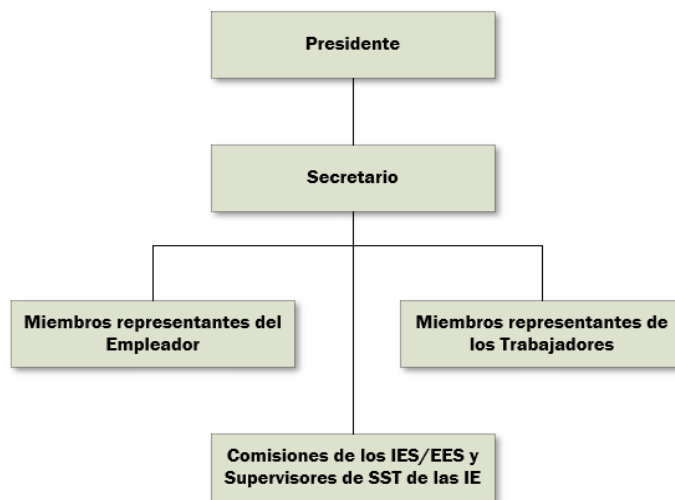 Presidente
Secretario
Miembros representantes del
Empleador
Miembros representantes de
los Trabajadores
Comisiones de los IES/EES y
Supervisores de SST de las IE